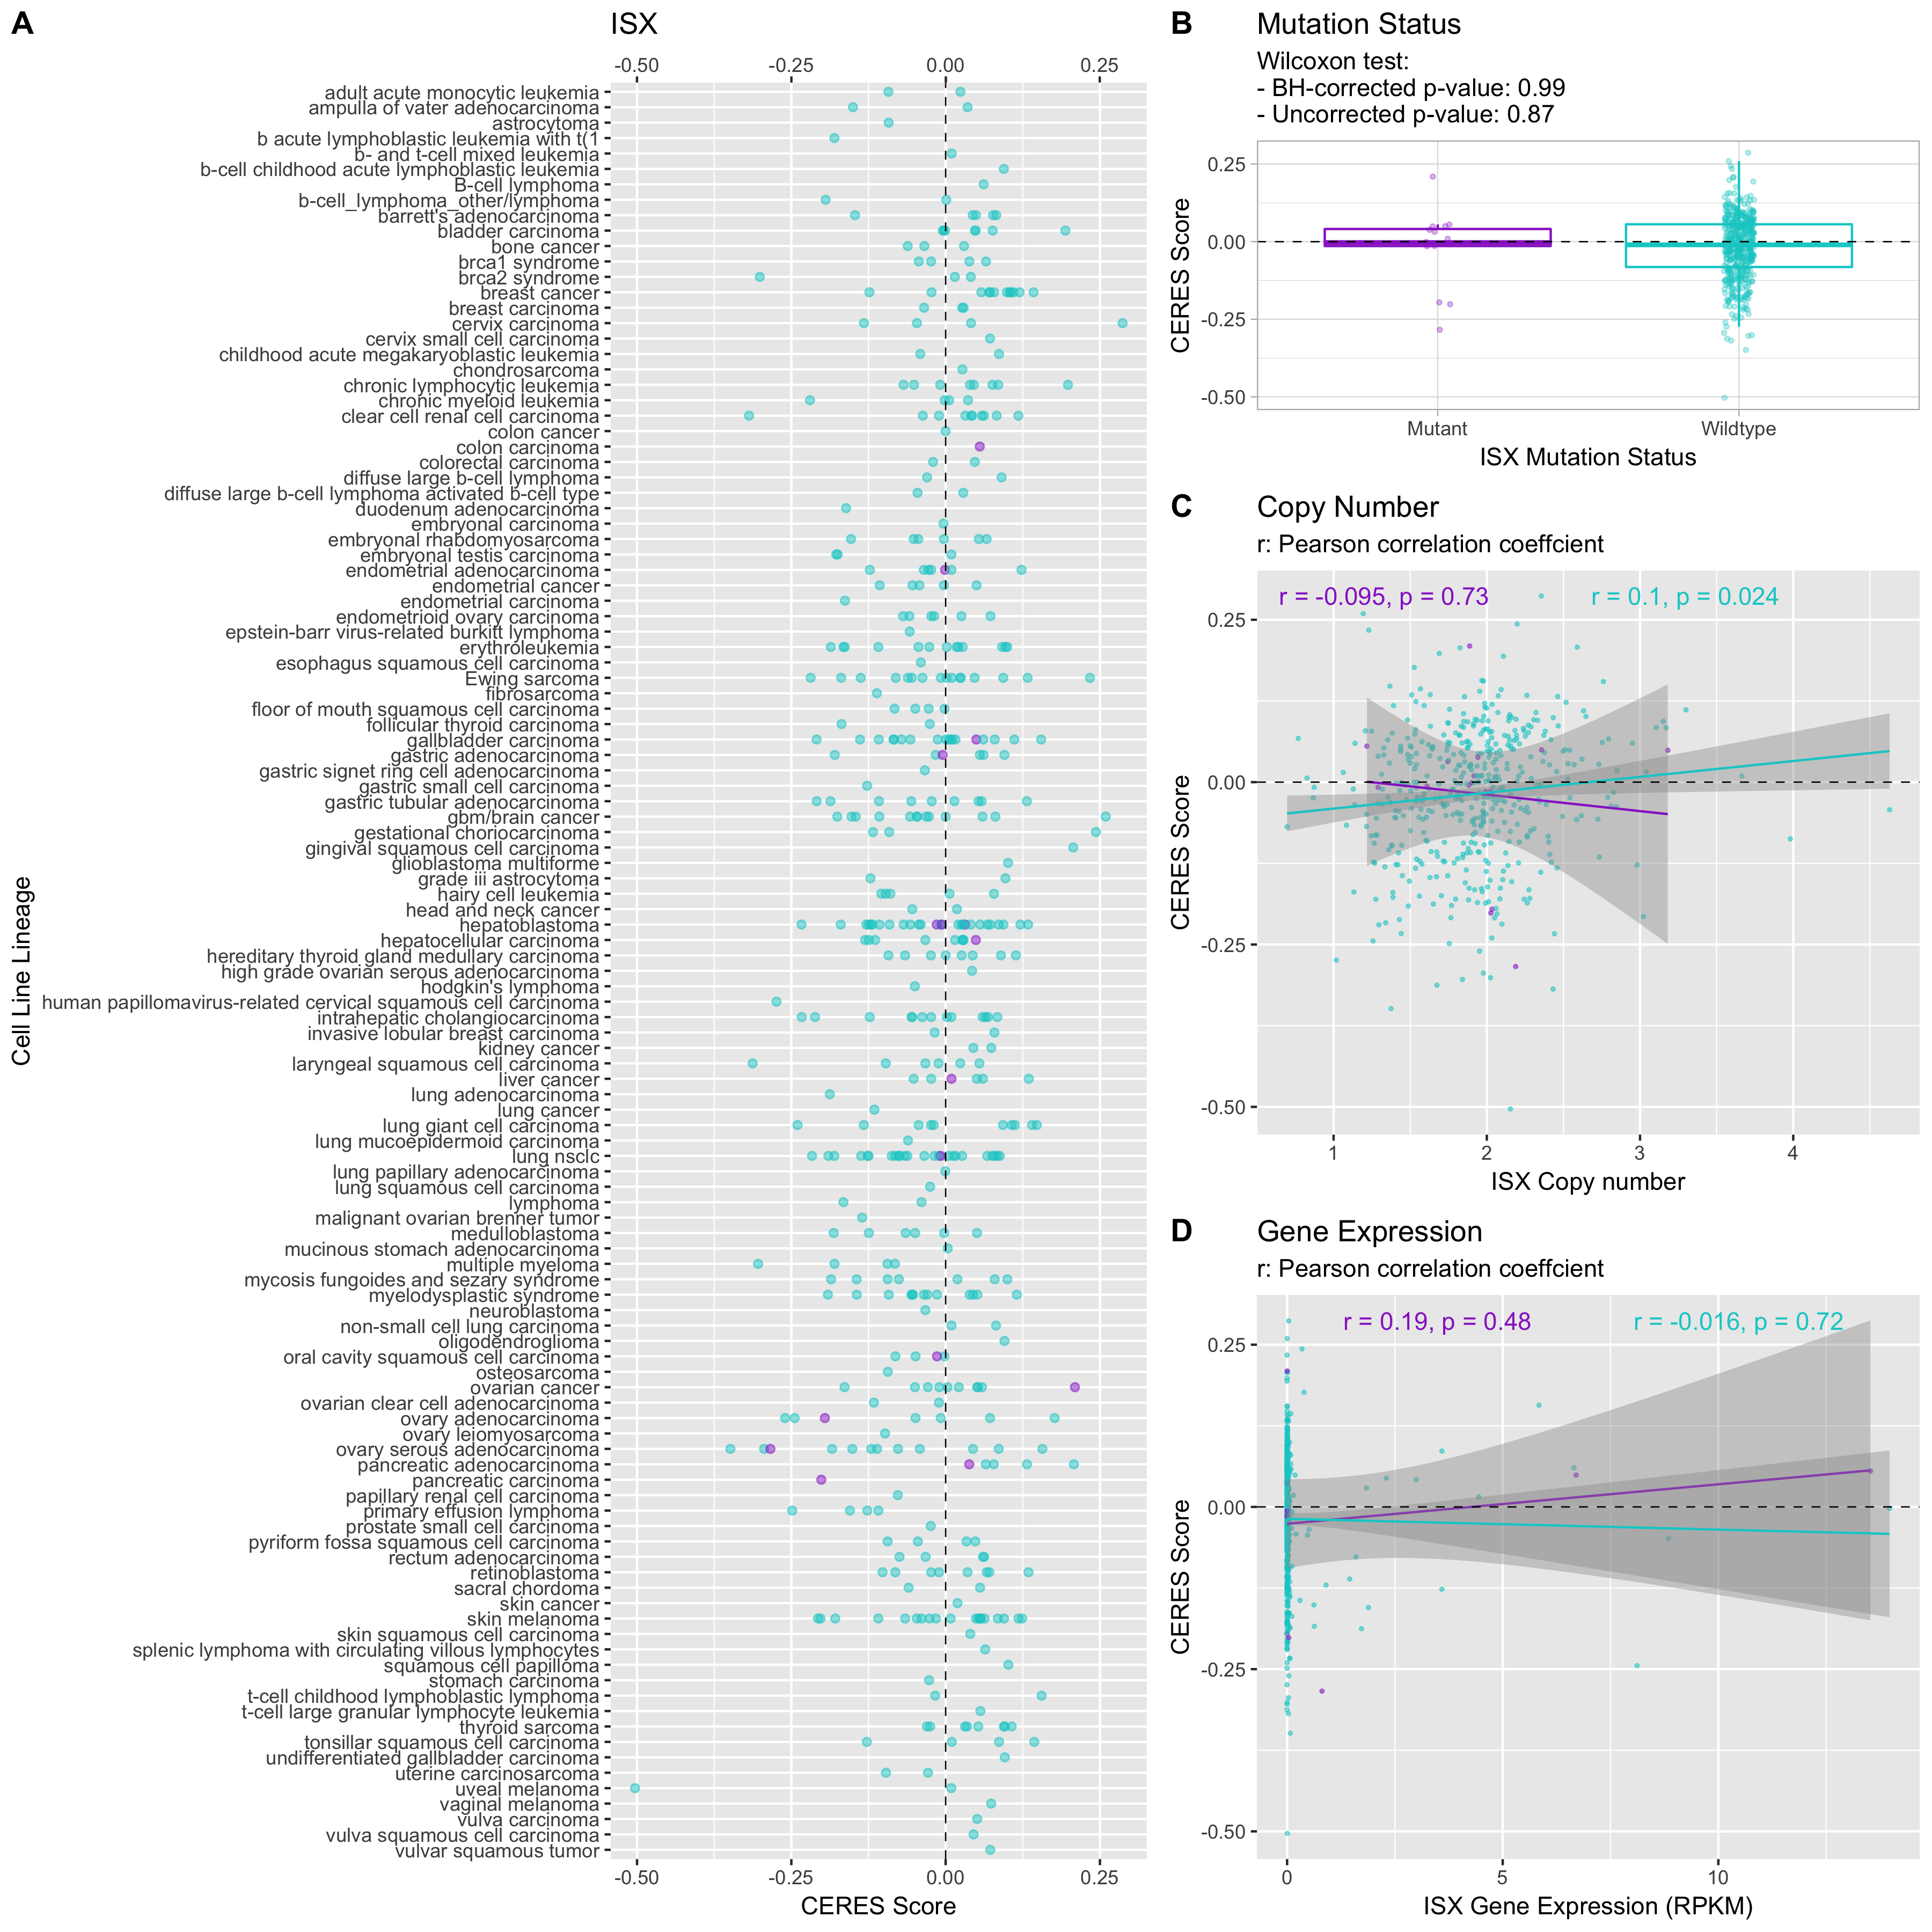 A
ISX
-0.50 -0.25 0.00 0.25
Cell Line Lineage
adult acute monocytic leukemia
ampulla of vater adenocarcinoma
astrocytoma
b acute lymphoblastic leukemia with t(1
b- and t-cell mixed leukemia
b-cell childhood acute lymphoblastic leukemia
B-cell lymphoma
b-cell_lymphoma_other/lymphoma
barrett's adenocarcinoma
bladder carcinoma
bone cancer
brca1 syndrome
brca2 syndrome
breast cancer
breast carcinoma
cervix carcinoma
cervix small cell carcinoma
childhood acute megakaryoblastic leukemia
chondrosarcoma
chronic lymphocytic leukemia
chronic myeloid leukemia
clear cell renal cell carcinoma
colon cancer
colon carcinoma
colorectal carcinoma
diffuse large b-cell lymphoma
diffuse large b-cell lymphoma activated b-cell type
duodenum adenocarcinoma
embryonal carcinoma
embryonal rhabdomyosarcoma
embryonal testis carcinoma
endometrial adenocarcinoma
endometrial cancer
endometrial carcinoma
endometrioid ovary carcinoma
epstein-barr virus-related burkitt lymphoma
erythroleukemia
esophagus squamous cell carcinoma
Ewing sarcoma
fibrosarcoma
floor of mouth squamous cell carcinoma
follicular thyroid carcinoma
gallbladder carcinoma
gastric adenocarcinoma
gastric signet ring cell adenocarcinoma
gastric small cell carcinoma
gastric tubular adenocarcinoma
gbm/brain cancer
gestational choriocarcinoma
gingival squamous cell carcinoma
glioblastoma multiforme
grade iii astrocytoma
hairy cell leukemia
head and neck cancer
hepatoblastoma
hepatocellular carcinoma
hereditary thyroid gland medullary carcinoma
high grade ovarian serous adenocarcinoma
hodgkin's lymphoma
human papillomavirus-related cervical squamous cell carcinoma
intrahepatic cholangiocarcinoma
invasive lobular breast carcinoma
kidney cancer
laryngeal squamous cell carcinoma
liver cancer
lung adenocarcinoma
lung cancer
lung giant cell carcinoma
lung mucoepidermoid carcinoma
lung nsclc
lung papillary adenocarcinoma
lung squamous cell carcinoma
lymphoma
malignant ovarian brenner tumor
medulloblastoma
mucinous stomach adenocarcinoma
multiple myeloma
mycosis fungoides and sezary syndrome
myelodysplastic syndrome
neuroblastoma
non-small cell lung carcinoma
oligodendroglioma
oral cavity squamous cell carcinoma
osteosarcoma
ovarian cancer
ovarian clear cell adenocarcinoma
ovary adenocarcinoma
ovary leiomyosarcoma
ovary serous adenocarcinoma
pancreatic adenocarcinoma
pancreatic carcinoma
papillary renal cell carcinoma
primary effusion lymphoma
prostate small cell carcinoma
pyriform fossa squamous cell carcinoma
rectum adenocarcinoma
retinoblastoma
sacral chordoma
skin cancer
skin melanoma
skin squamous cell carcinoma
splenic lymphoma with circulating villous lymphocytes
squamous cell papilloma
stomach carcinoma
t-cell childhood lymphoblastic lymphoma
t-cell large granular lymphocyte leukemia
thyroid sarcoma
tonsillar squamous cell carcinoma
undifferentiated gallbladder carcinoma
uterine carcinosarcoma
uveal melanoma
vaginal melanoma
vulva carcinoma
vulva squamous cell carcinoma
vulvar squamous tumor
-0.50 -0.25 0.00 0.25
CERES Score
B
Mutation Status
Wilcoxon test:
- BH-corrected p-value: 0.99
- Uncorrected p-value: 0.87
CERES Score
0.25
0.00
-0.25
-0.50
Mutant Wildtype
ISX Mutation Status
C
Copy Number
r: Pearson correlation coeffcient
r = -0.095, p = 0.73 r = 0.1, p = 0.024
CERES Score
0.25
0.00
-0.25
-0.50
1 2 3 4
ISX Copy number
D
Gene Expression
r: Pearson correlation coeffcient
r = 0.19, p = 0.48 r = -0.016, p = 0.72
CERES Score
0.25
0.00
-0.25
-0.50
0 5 10
ISX Gene Expression (RPKM)